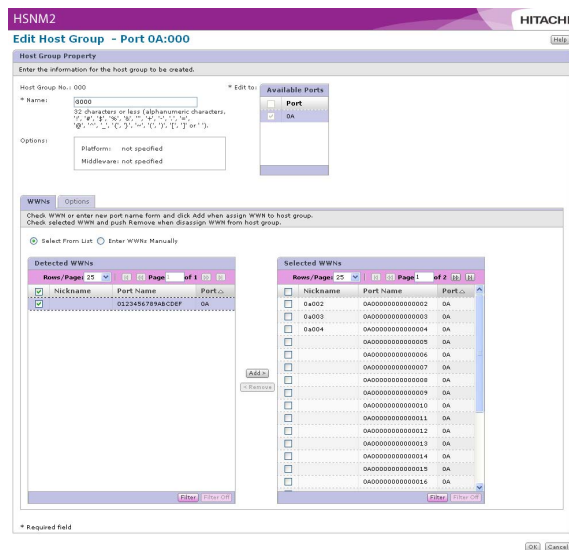 HSNM2
HITACHI
Edit Host Group - Port 0A:000
Help
Host Group Property
Enter the information for the host group to be created.
Host Group No.: 000
* Name: 0000
32 characters or less (alphanumeric characters,
Options:
Platform: not specified
Middleware: not specified
* Edit to:
Available Ports
Port
0A
WWNs Options
Check WWN or enter new port name form and click Add when assign WWN to host group.
Check selected WWN and push Remove when disassign WWN from host group.
Select From List Enter WWNs Manually
Detected WWNs
Rows/Page: 25 Page 1 of 1
Nickname Port Name Port
0123456789ABCDEF 0A
Filter Filter Off
Add >
< Remove
Selected WWNs
Rows/Page: 25 Page 1 of 2
Nickname Port Name Port
0a002 0A00000000000002 0A
0a003 0A00000000000003 0A
0a004 0A00000000000004 0A
0A00000000000005 0A
0A00000000000006 0A
0A00000000000007 0A
0A00000000000008 0A
0A00000000000009 0A
0A00000000000010 0A
0A00000000000011 0A
0A00000000000012 0A
0A00000000000013 0A
0A00000000000014 0A
0A00000000000015 0A
0A00000000000016 0A
Filter Filter Off
* Required field
OK Cancel